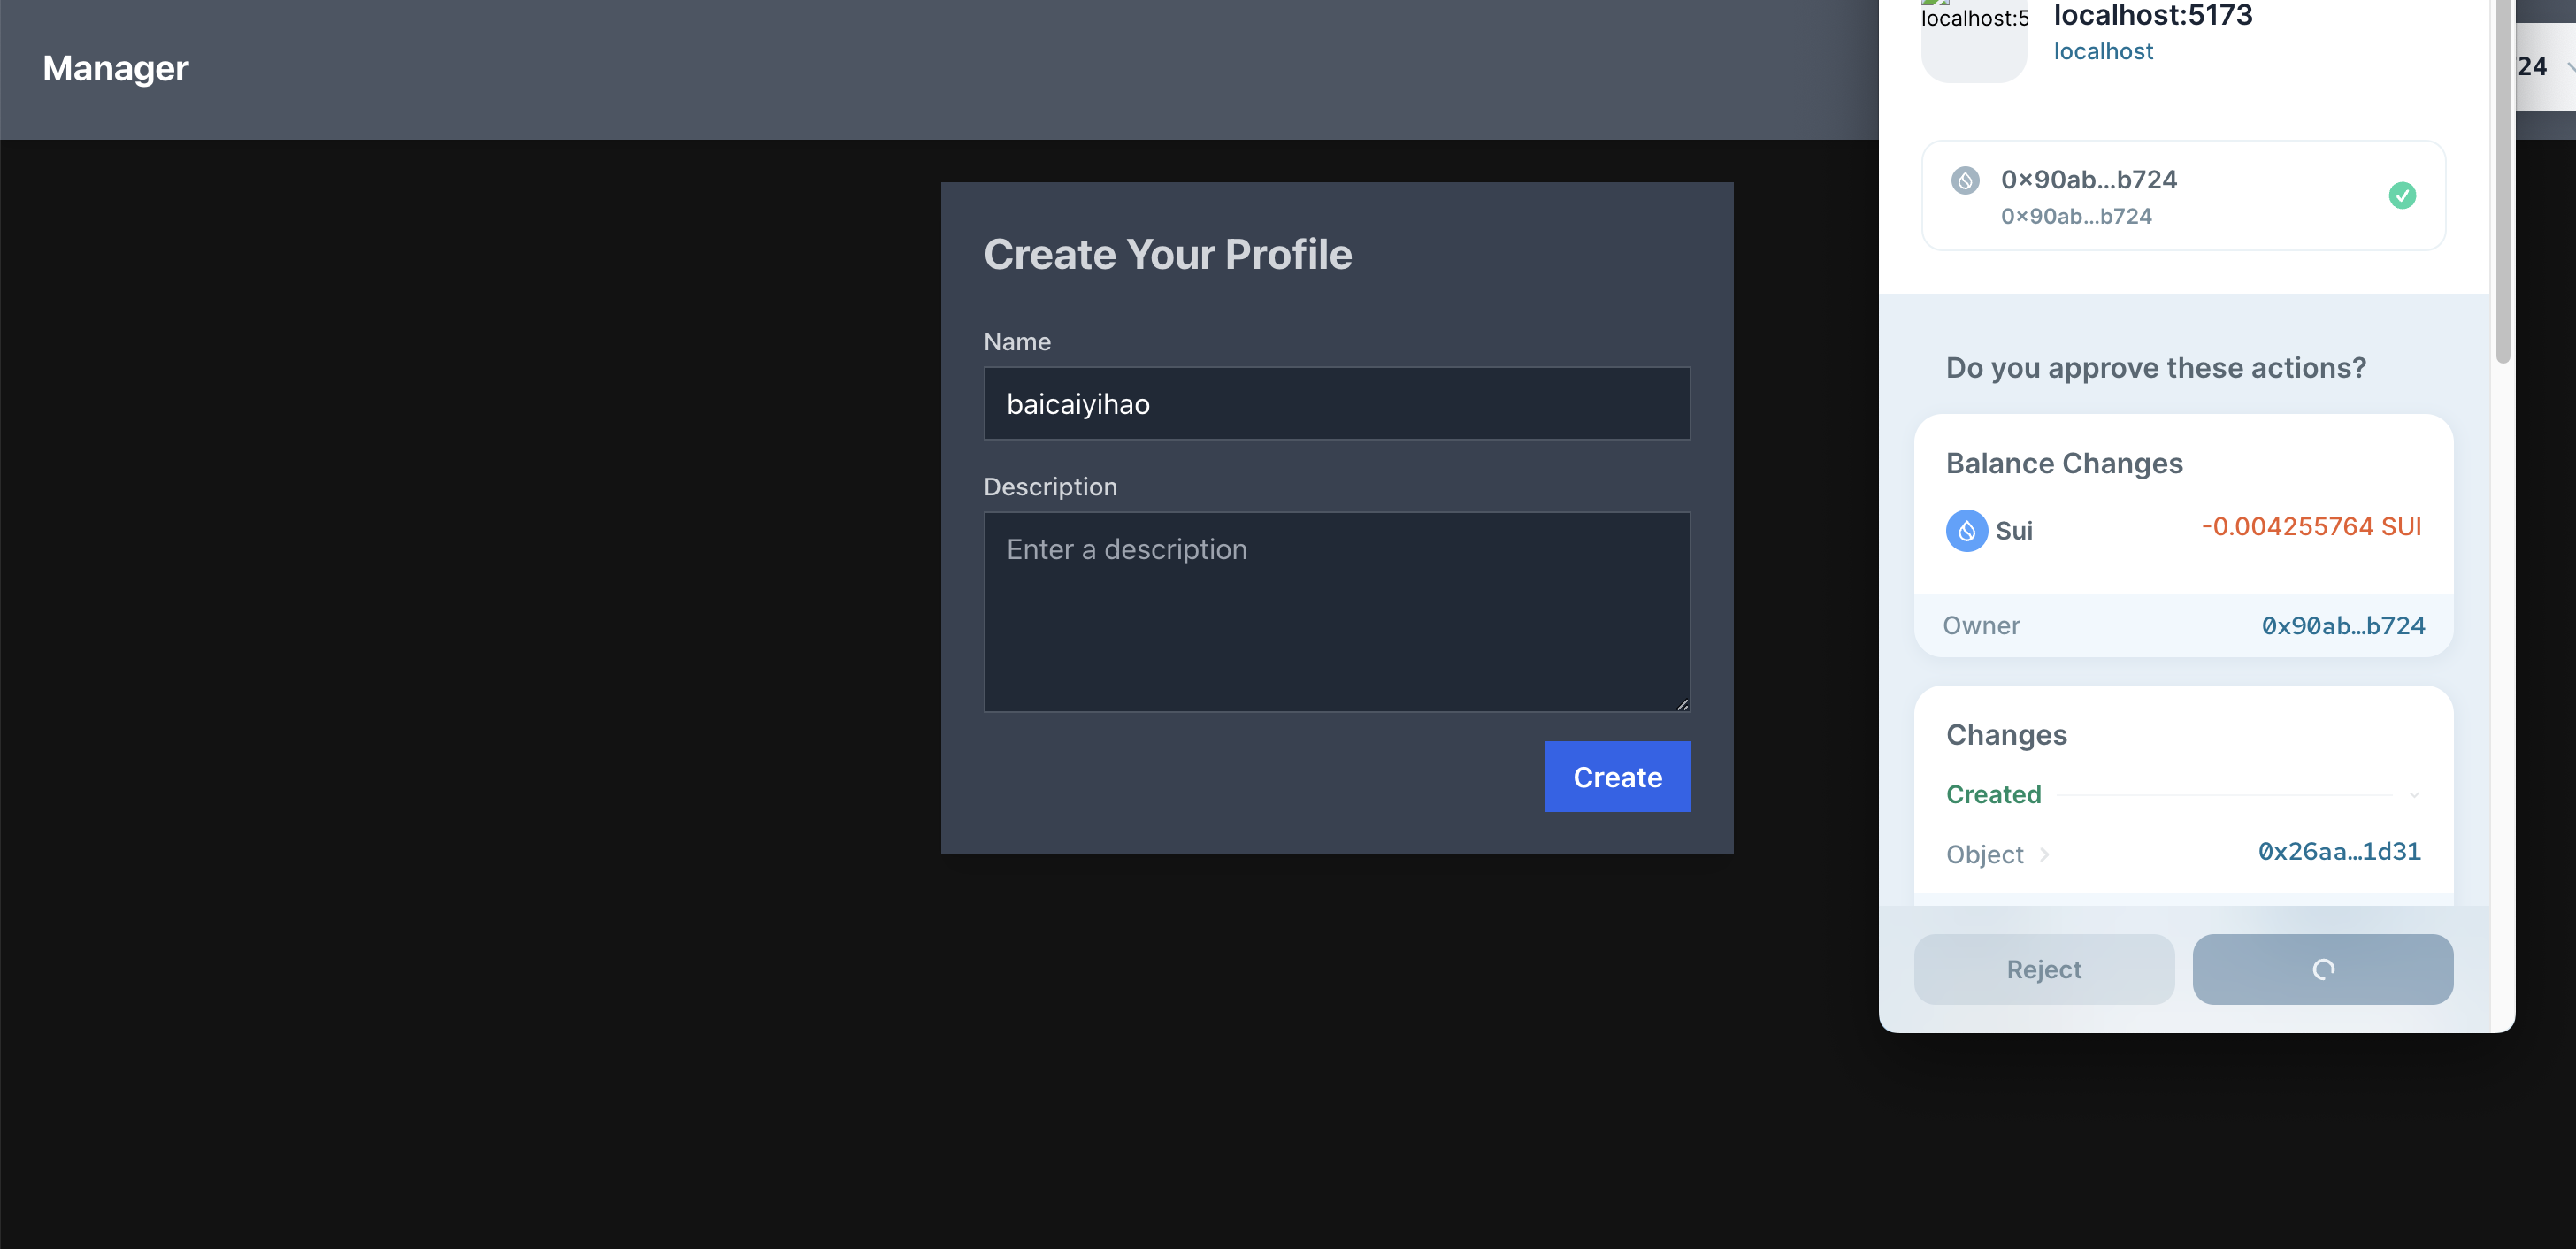 Manager
Create Your Profile
Name
baicaiyihao
Description
Enter a description
Create
localhost:5
localhost:5173
localhost
24
0×90ab...b724
0×90ab...b724
Do you approve these actions?
Balance Changes
Sui
-0.004255764 SUI
Owner
0x90ab…b724
Changes
Created
Object
0x26aa…1d31
Reject